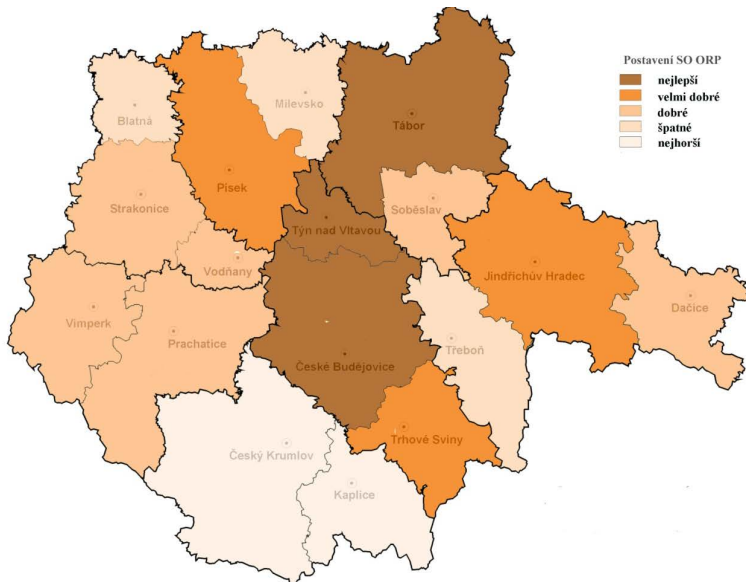 Postavení SO ORP
nejlepší
velmi dobré
dobré
špatné
nejhorší
Blatná
Milevsko
Tábor
Písek
Strakonice
Soběslav
Týn nad Vltavou
Vodňany
Jindřichův Hradec
Vimperk
Dačice
Prachatice
Třeboň
České Budějovice
Trhové Sviny
Český Krumlov
Kaplice